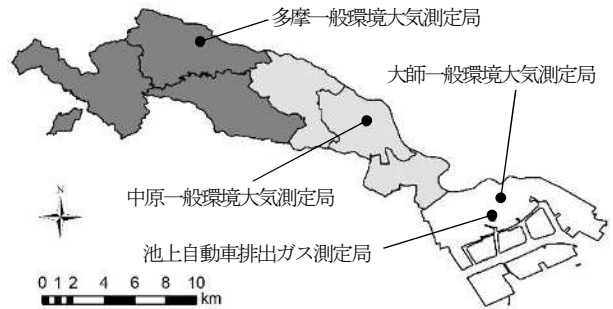 多摩一般環境大気測定局
大師一般環境大気測定局
中原一般環境大気測定局
池上自動車排出ガス測定局
N
0 1 2 4 6 8 10
km